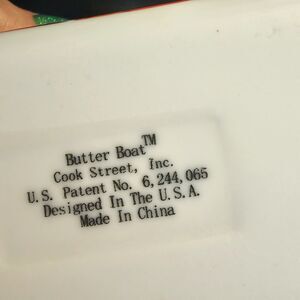 Butter Boat™
Cook Street, Inc.
U.S. Patent No. 6,244,065
Designed In The U.S.A.
Made In China